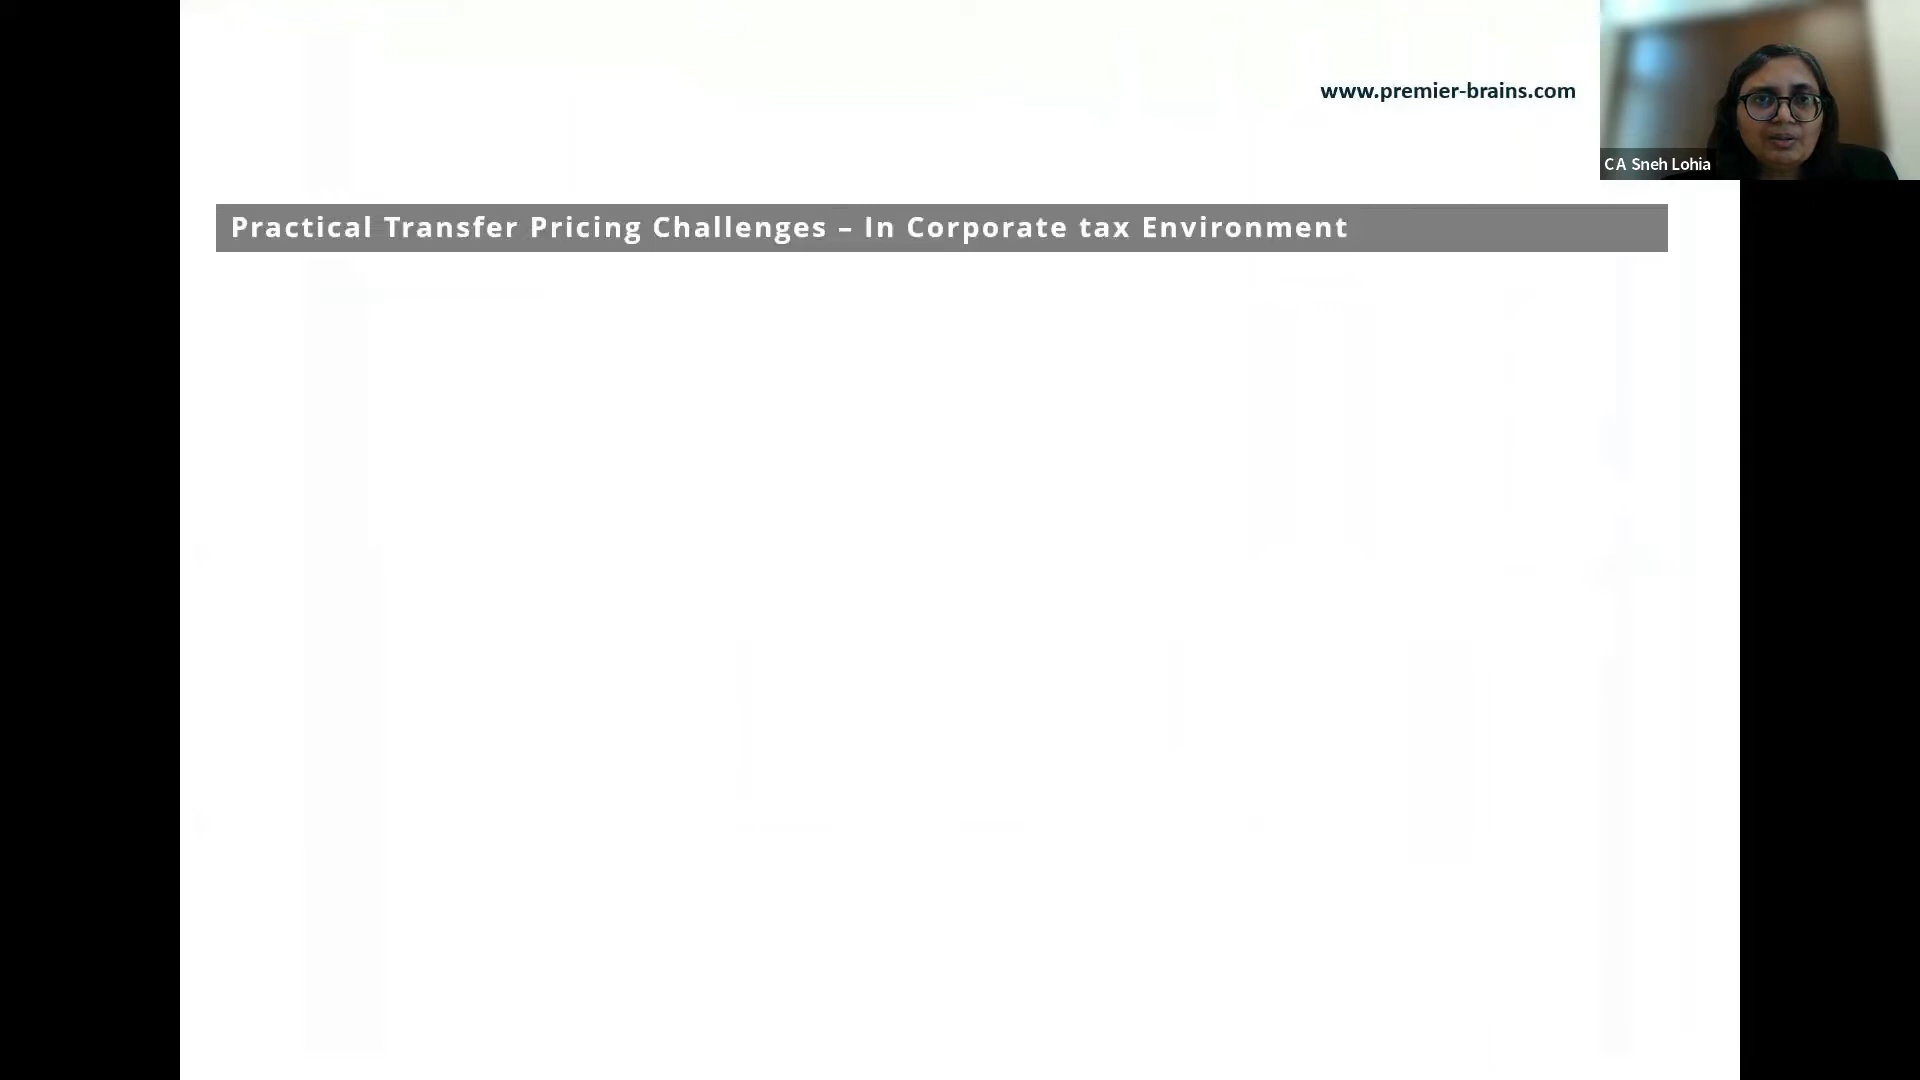 www.premier-brains.com
CA Sneh Lohia
Practical Transfer Pricing Challenges – In Corporate tax Environment